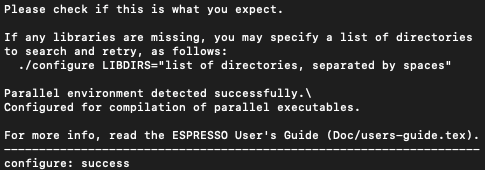 Please check if this is what you expect.
If any libraries are missing, you may specify a list of directories
to search and retry, as follows:
./configure LIBDIRS="list of directories, separated by spaces"
Parallel environment detected successfully.\
Configured for compilation of parallel executables.
For more info, read the ESPRESSO User's Guide (Doc/users-guide.tex).
--------------------------------------------------------------------
configure: success